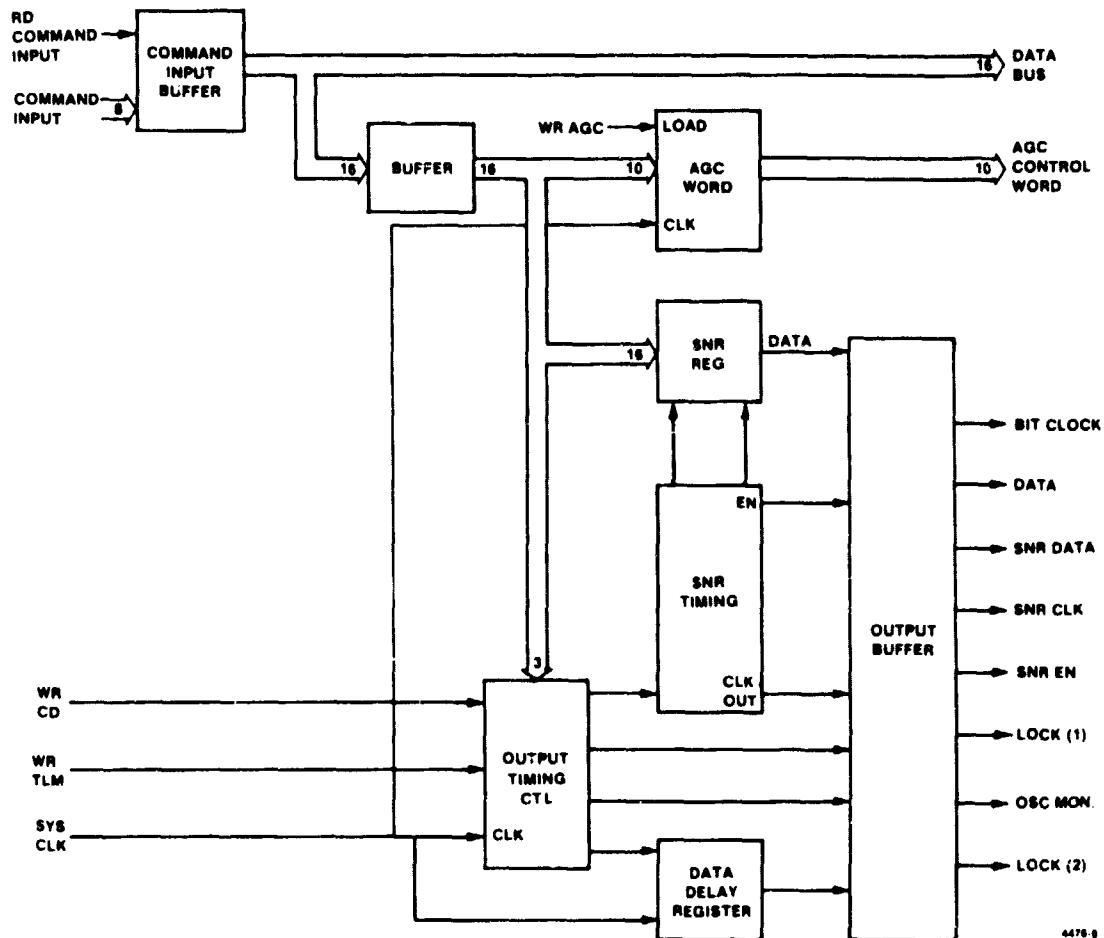 RD
COMMAND
INPUT
COMMAND
INPUT
8
COMMAND
INPUT
BUFFER
16
DATA
BUS
16
BUFFER
16
WR AGC
LOAD
10
AGC
WORD
CLK
10
AGC
CONTROL
WORD
16
SNR
REG
DATA
EN
SNR
TIMING
CLK
OUT
OUTPUT
BUFFER
BIT CLOCK
DATA
SNR DATA
SNR CLK
SNR EN
LOCK (1)
OSC MON.
LOCK (2)
WR
CD
WR
TLM
SYS
CLK
3
OUTPUT
TIMING
CTL
CLK
DATA
DELAY
REGISTER
4476-9